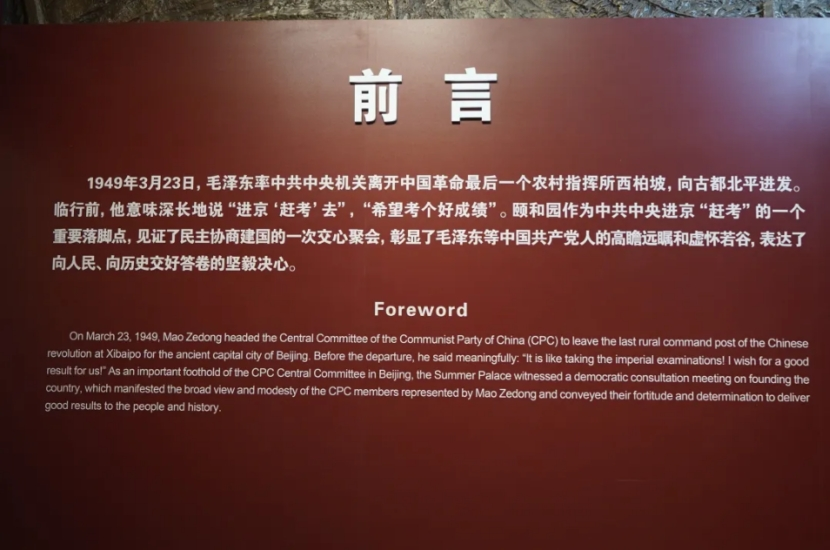 前言
1949年3月23日，毛泽东率中共中央机关离开中国革命最后一个农村指挥所西柏坡，向古都北平进发。
临行前，他意味深长地说“进京‘赶考’去”，“希望考个好成绩”。颐和园作为中共中央进京“赶考”的一个
重要落脚点，见证了民主协商建国的一次交心聚会，彰显了毛泽东等中国共产党人的高瞻远瞩和虚怀若谷，表达了
向人民、向历史交好答卷的坚毅决心。
Foreword
On March 23, 1949, Mao Zedong headed the Central Committee of the Communist Party of China (CPC) to leave the last rural command post of the Chinese
revolution at Xibaipo for the ancient capital city of Beijing. Before the departure, he said meaningfully: “It is like taking the imperial examinations! I wish for a good
result for us!” As an important foothold of the CPC Central Committee in Beijing, the Summer Palace witnessed a democratic consultation meeting on founding the
country, which manifested the broad view and modesty of the CPC members represented by Mao Zedong and conveyed their fortitude and determination to deliver
good results to the people and history.